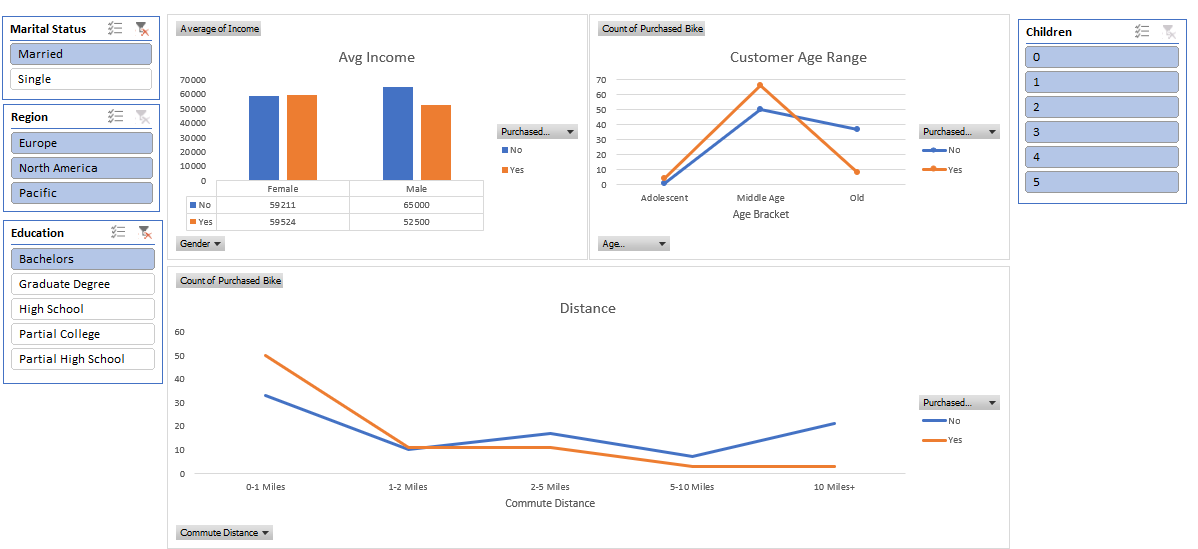 Marital Status
Married
Single
Region
Europe
North America
Pacific
Education
Bachelors
Graduate Degree
High School
Partial College
Partial High School
Average of Income
Avg Income
70000
60000
50000
40000
30000
20000
10000
0
Female Male
No 59211 65000
Yes 59524 52500
Purchased...
No
Yes
Gender
Count of Purchased Bike
Customer Age Range
70
60
50
40
30
20
10
0
Adolescent Middle Age Old
Age Bracket
Purchased...
No
Yes
Age...
Children
0
1
2
3
4
5
Count of Purchased Bike
Distance
60
50
40
30
20
10
0
0-1 Miles 1-2 Miles 2-5 Miles 5-10 Miles 10 Miles+
Commute Distance
Purchased...
No
Yes
Commute Distance